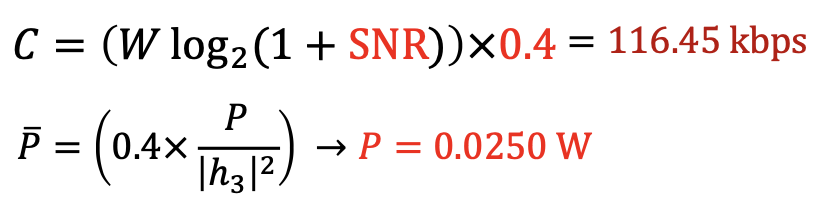 C = (W log₂(1 + SNR))×0.4 = 116.45 kbps
P̄ = (0.4× P/|h₃|²) → P = 0.0250 W